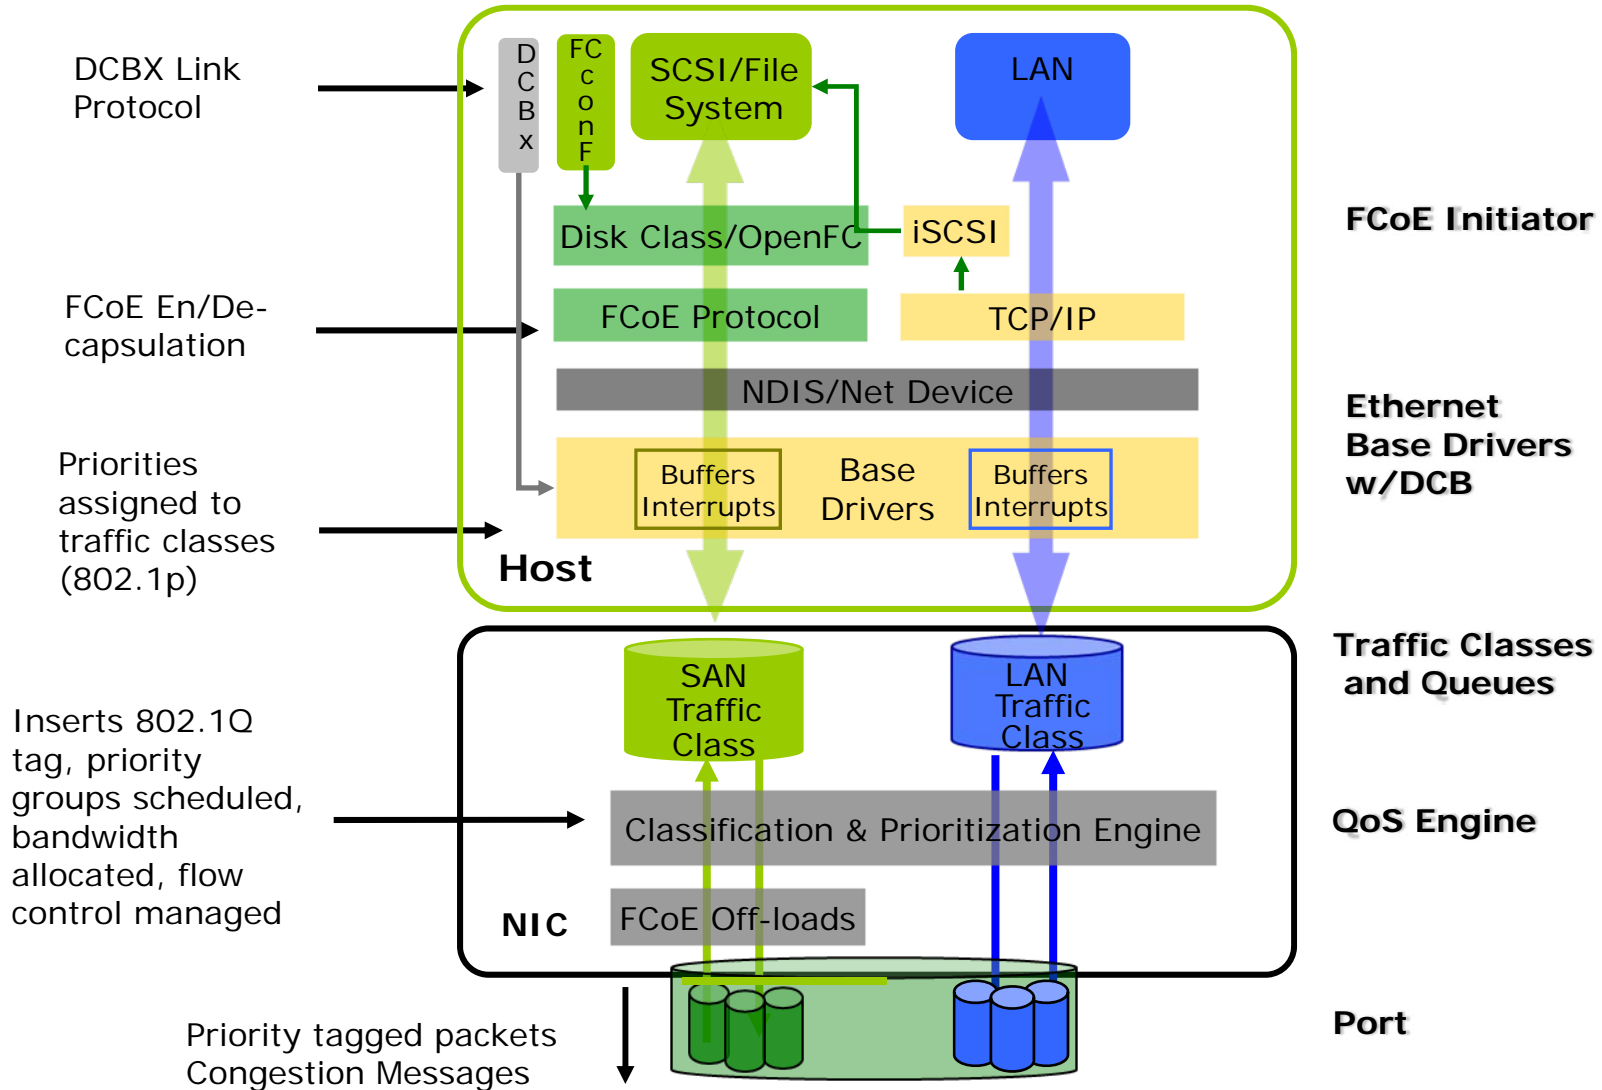 DCBX Link
Protocol
DCBx
FC conF
SCSI/File
System
LAN
Disk Class/OpenFC
iSCSI
FCoE Initiator
FCoE En/De-
capsulation
FCoE Protocol
TCP/IP
NDIS/Net Device
Ethernet
Base Drivers
w/DCB
Priorities
assigned to
traffic classes
(802.1p)
Buffers
Interrupts
Base
Drivers
Buffers
Interrupts
Host
SAN
Traffic
Class
LAN
Traffic
Class
Traffic Classes
and Queues
Inserts 802.1Q
tag, priority
groups scheduled,
bandwidth
allocated, flow
control managed
Classification & Prioritization Engine
QoS Engine
NIC
FCoE Off-loads
Port
Priority tagged packets
Congestion Messages